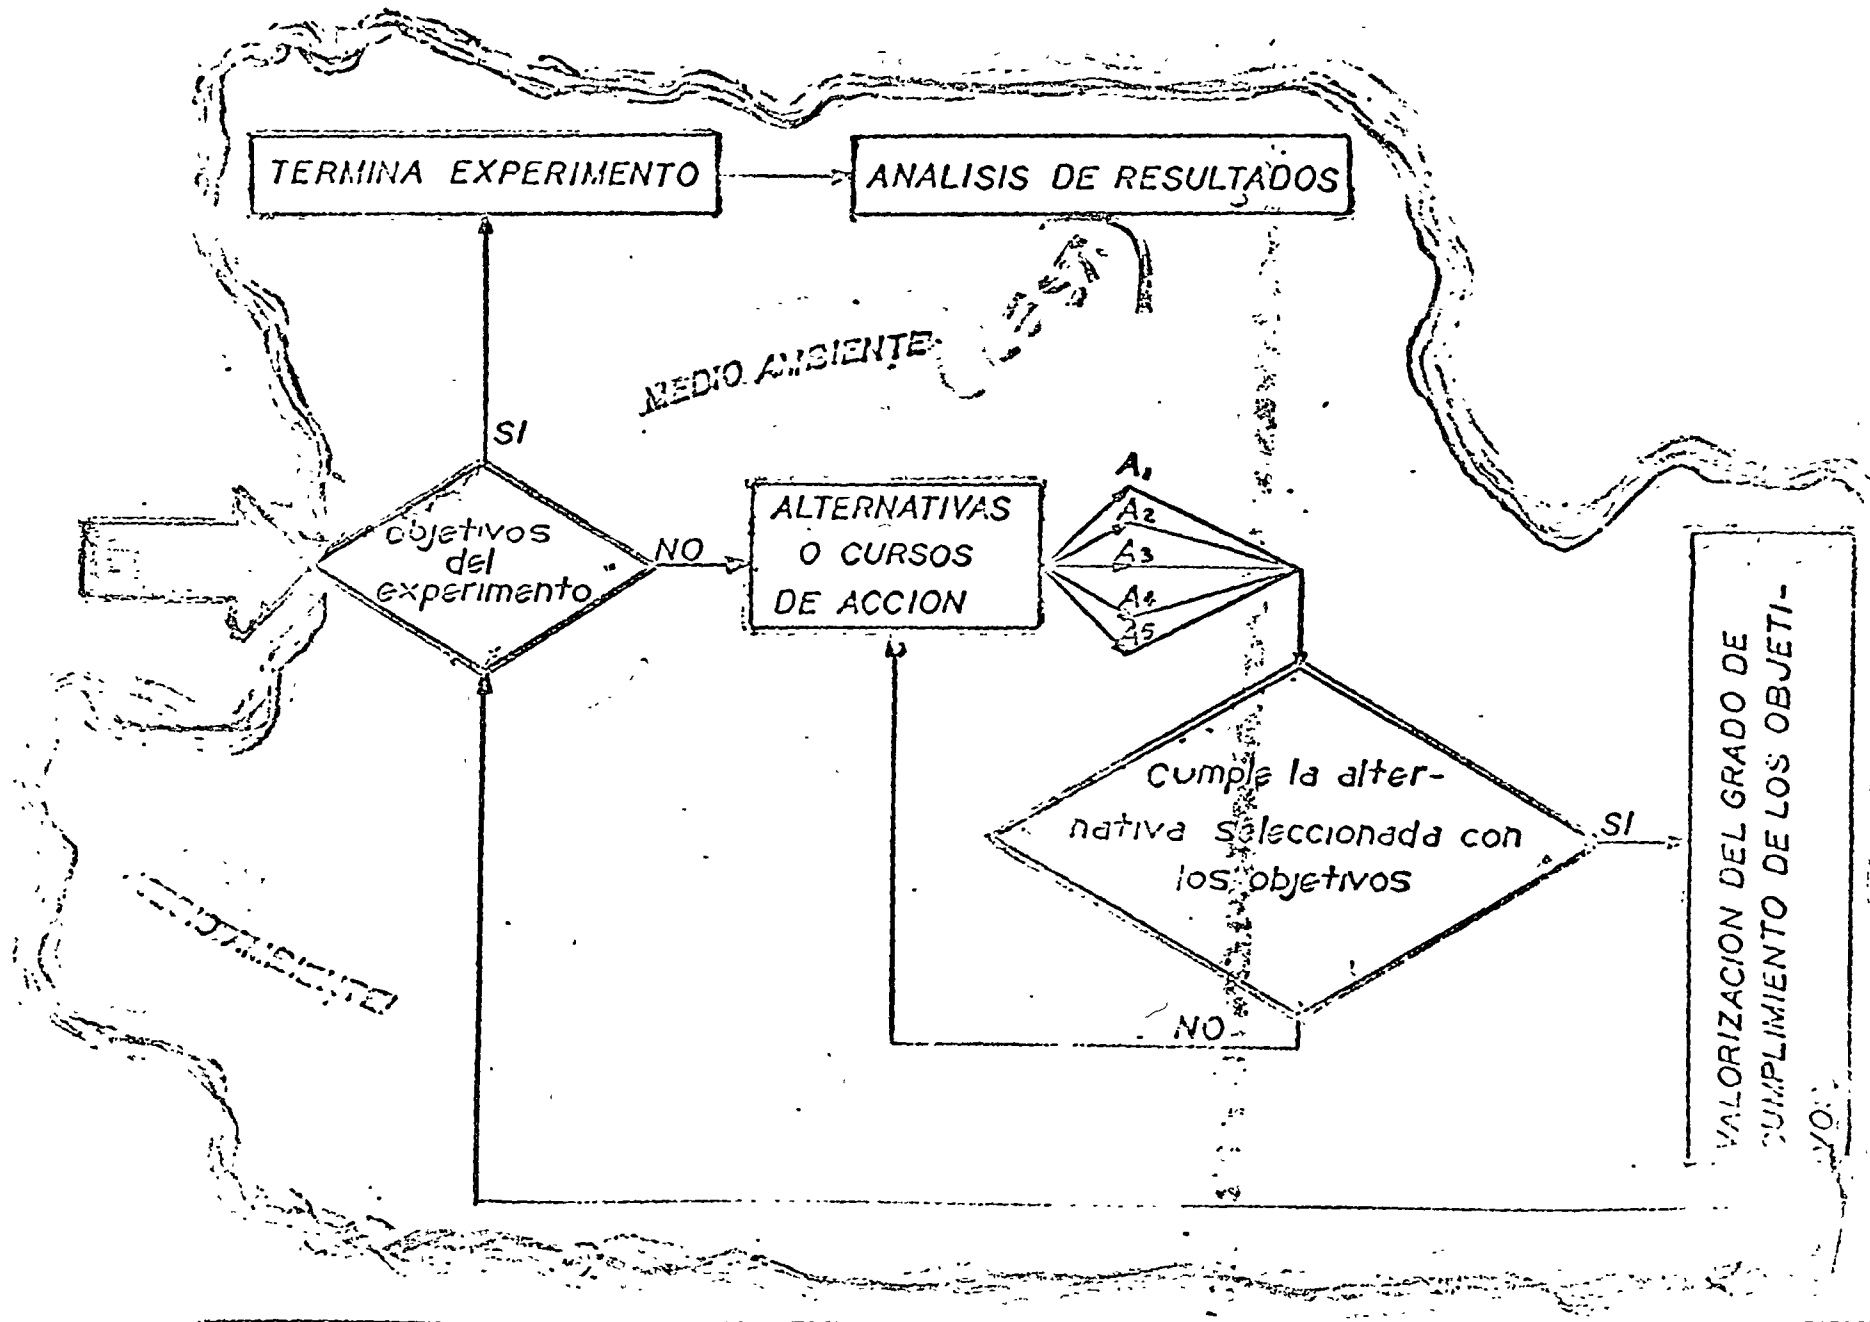 TERMINA EXPERIMENTO
ANALISIS DE RESULTADOS
MEDIO AMBIENTE
SI
objetivos
del
experimento
NO
ALTERNATIVAS
O CURSOS
DE ACCION
A1
A2
A3
A4
A5
Cumple la alter-
nativa seleccionada con
los objetivos
SI
NO
VALORIZACION DEL GRADO DE
CUMPLIMIENTO DE LOS OBJETI-